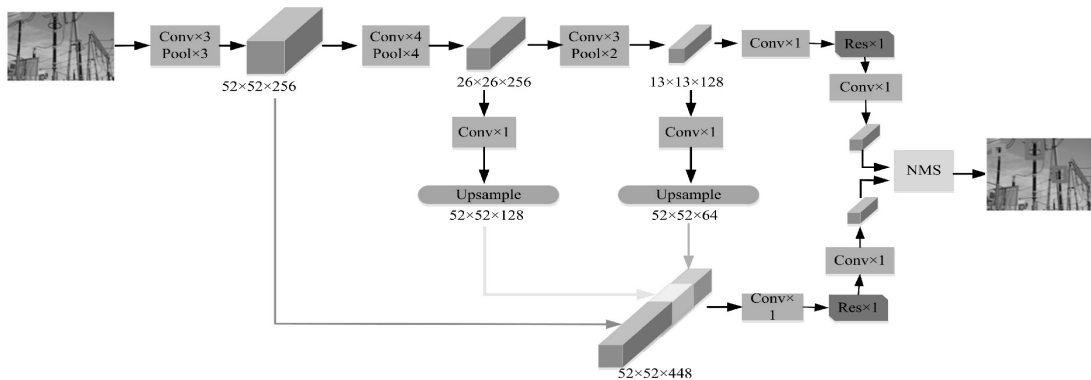 Conv×3
Pool×3
52×52×256
Conv×4
Pool×4
26×26×256
Conv×3
Pool×2
13×13×128
Conv×1
Res×1
Conv×1
Conv×1
Conv×1
Upsample
52×52×128
Upsample
52×52×64
NMS
Conv×1
Conv×
1
Res×1
52×52×448